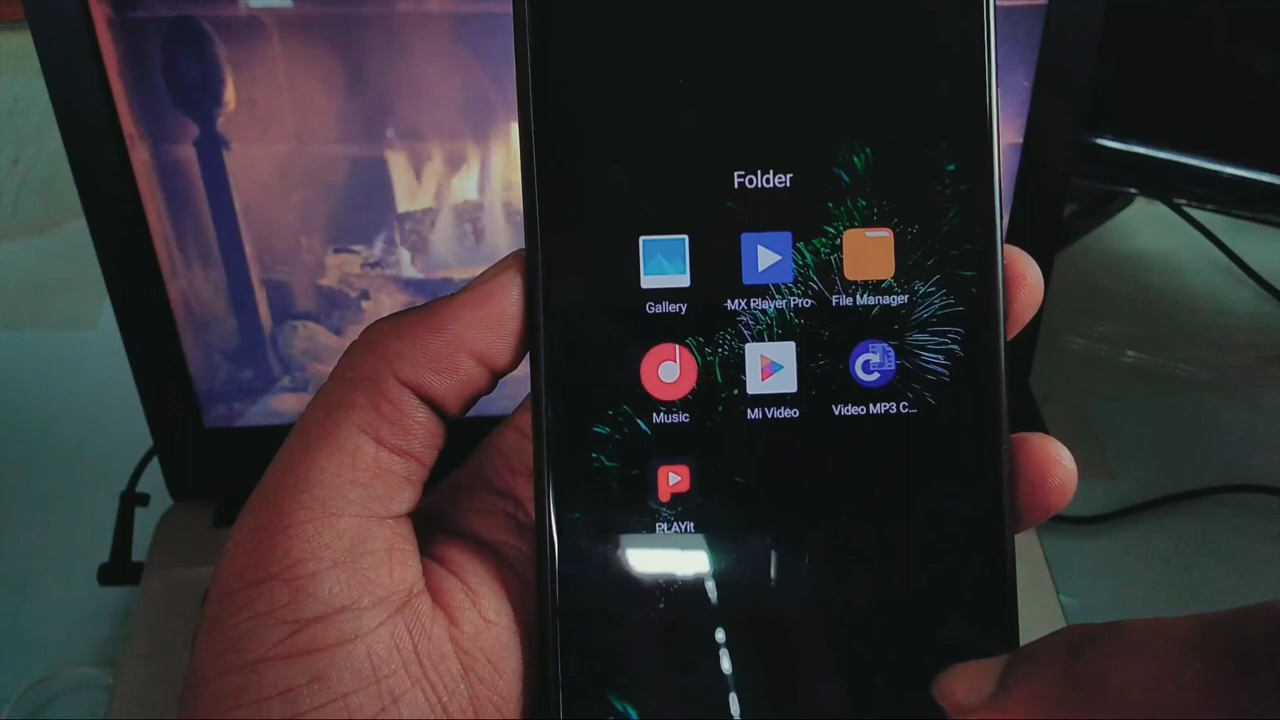 Folder
Gallery
MX Player Pro
File Manager
Music
Mi Video
Video MP3 C...
PLAYit